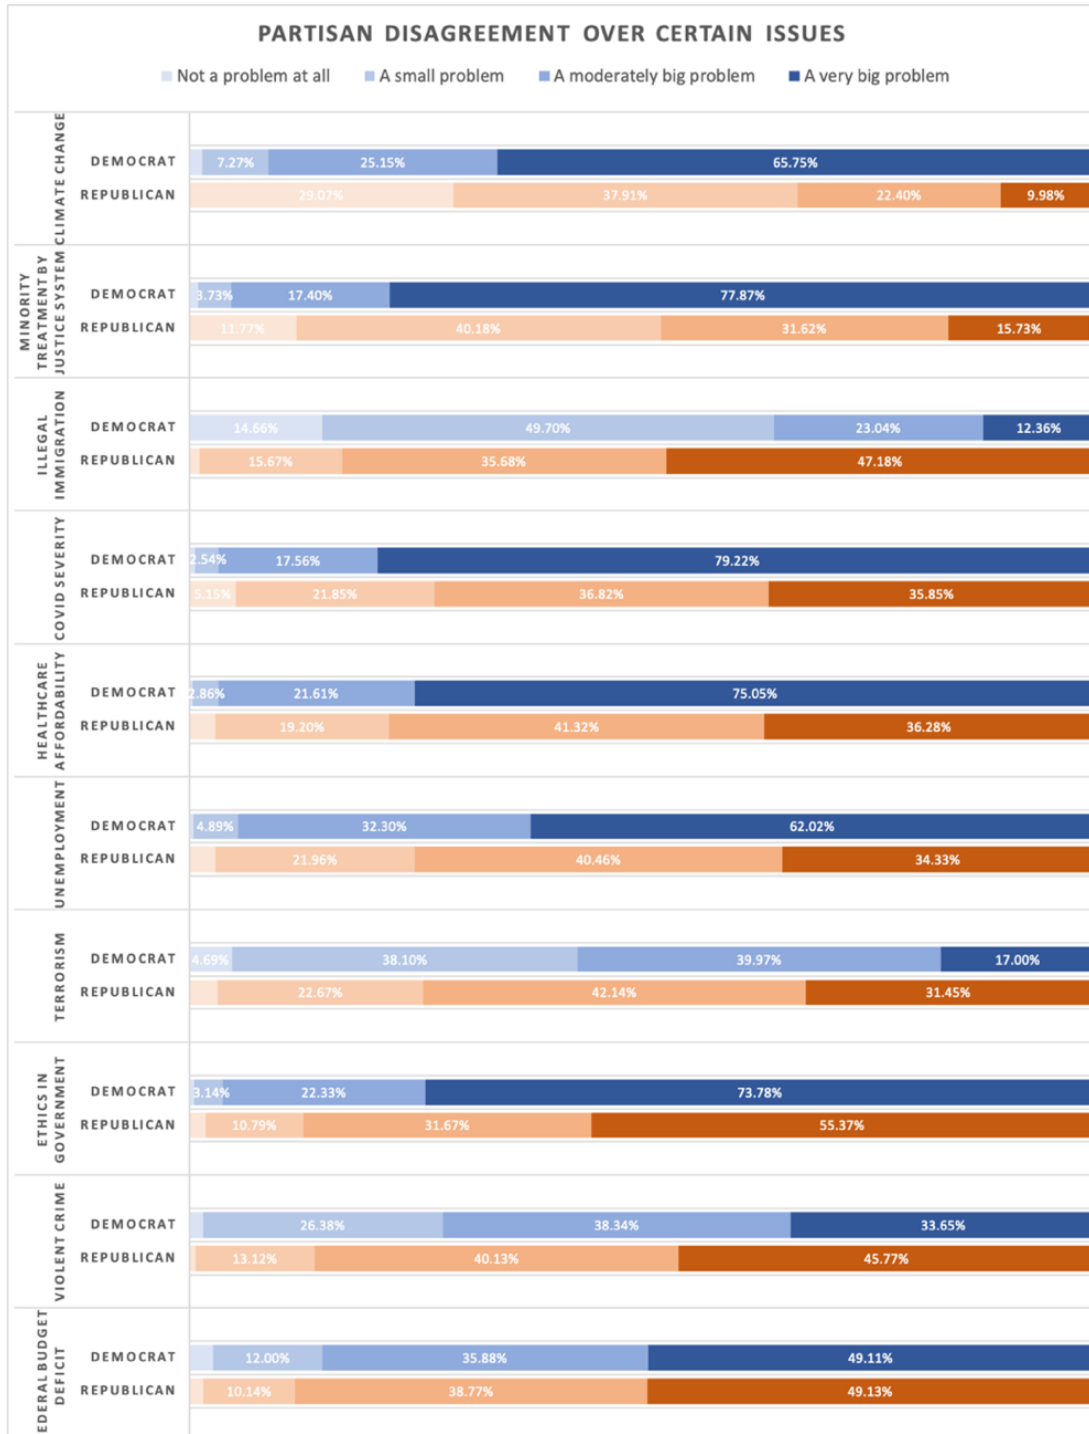 PARTISAN DISAGREEMENT OVER CERTAIN ISSUES
Not a problem at all A small problem A moderately big problem A very big problem
CLIMATE CHANGE
DEMOCRAT 7.27% 25.15% 65.75%
REPUBLICAN 29.07% 37.91% 22.40% 9.98%
MINORITY
TREATMENT BY
JUSTICE SYSTEM
DEMOCRAT 3.73% 17.40% 77.87%
REPUBLICAN 11.77% 40.18% 31.62% 15.73%
ILLEGAL
IMMIGRATION
DEMOCRAT 14.66% 49.70% 23.04% 12.36%
REPUBLICAN 15.67% 35.68% 47.18%
COVID SEVERITY
DEMOCRAT 2.54% 17.56% 79.22%
REPUBLICAN 5.15% 21.85% 36.82% 35.85%
HEALTHCARE
AFFORDABILITY
DEMOCRAT 2.86% 21.61% 75.05%
REPUBLICAN 19.20% 41.32% 36.28%
UNEMPLOYMENT
DEMOCRAT 4.89% 32.30% 62.02%
REPUBLICAN 21.96% 40.46% 34.33%
TERRORISM
DEMOCRAT 4.69% 38.10% 39.97% 17.00%
REPUBLICAN 22.67% 42.14% 31.45%
ETHICS IN
GOVERNMENT
DEMOCRAT 3.14% 22.33% 73.78%
REPUBLICAN 10.79% 31.67% 55.37%
VIOLENT CRIME
DEMOCRAT 26.38% 38.34% 33.65%
REPUBLICAN 13.12% 40.13% 45.77%
EDERAL BUDGET
DEFICIT
DEMOCRAT 12.00% 35.88% 49.11%
REPUBLICAN 10.14% 38.77% 49.13%